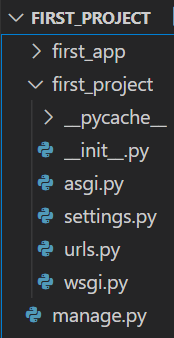 FIRST_PROJECT
first_app
first_project
__pycache__
__init__.py
asgi.py
settings.py
urls.py
wsgi.py
manage.py